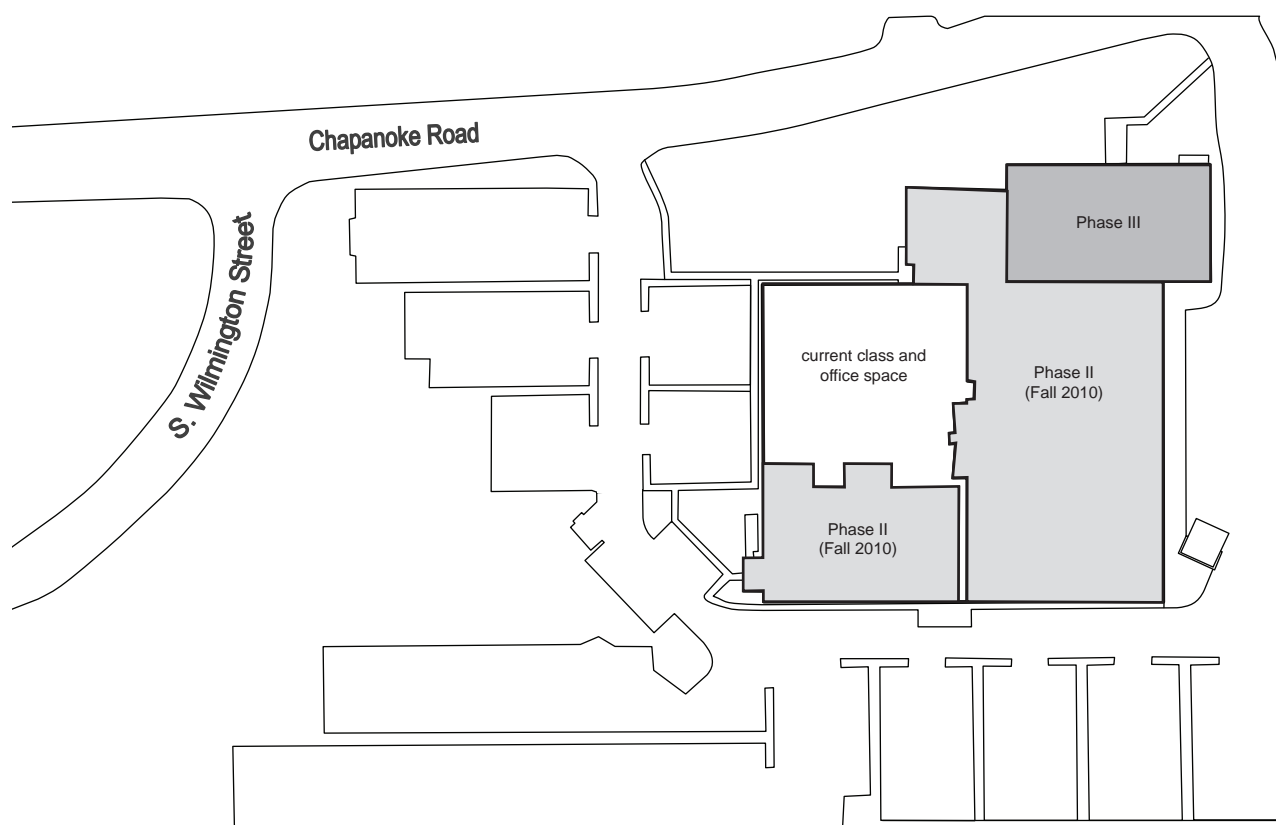 Chapanoke Road
S. Wilmington Street
Phase III
current class and
office space
Phase II
(Fall 2010)
Phase II
(Fall 2010)